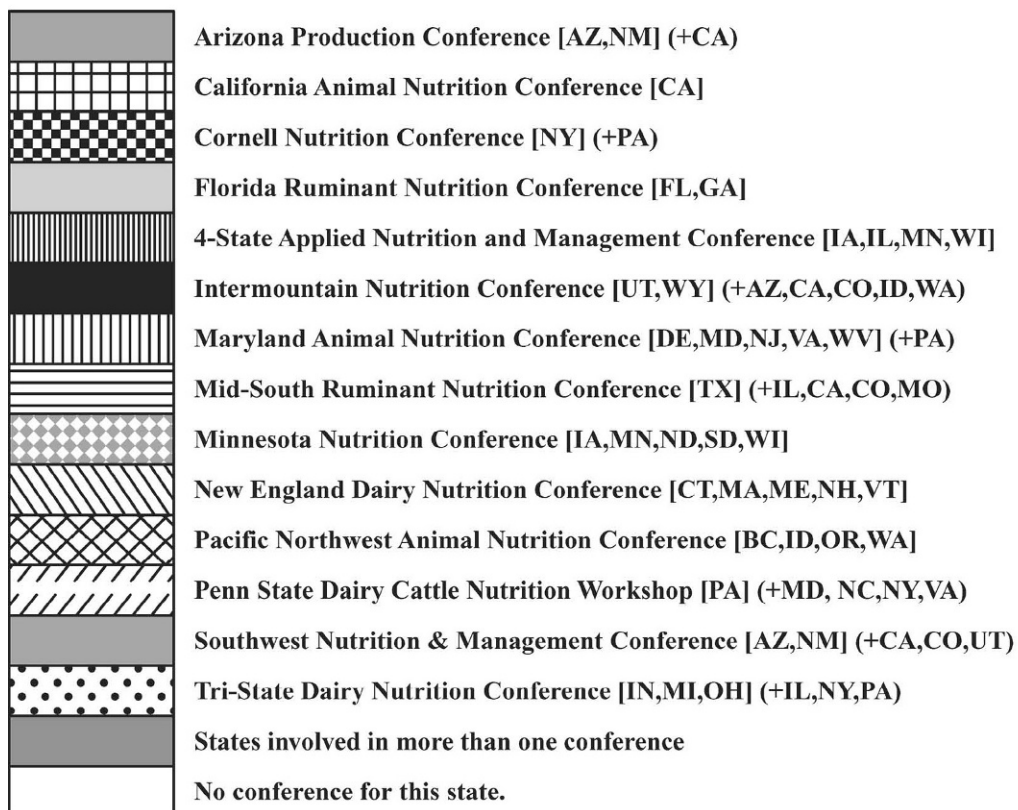 Arizona Production Conference [AZ,NM] (+CA)
California Animal Nutrition Conference [CA]
Cornell Nutrition Conference [NY] (+PA)
Florida Ruminant Nutrition Conference [FL,GA]
4-State Applied Nutrition and Management Conference [IA,IL,MN,WI]
Intermountain Nutrition Conference [UT,WY] (+AZ,CA,CO,ID,WA)
Maryland Animal Nutrition Conference [DE,MD,NJ,VA,WV] (+PA)
Mid-South Ruminant Nutrition Conference [TX] (+IL,CA,CO,MO)
Minnesota Nutrition Conference [IA,MN,ND,SD,WI]
New England Dairy Nutrition Conference [CT,MA,ME,NH,VT]
Pacific Northwest Animal Nutrition Conference [BC,ID,OR,WA]
Penn State Dairy Cattle Nutrition Workshop [PA] (+MD, NC,NY,VA)
Southwest Nutrition & Management Conference [AZ,NM] (+CA,CO,UT)
Tri-State Dairy Nutrition Conference [IN,MI,OH] (+IL,NY,PA)
States involved in more than one conference
No conference for this state.